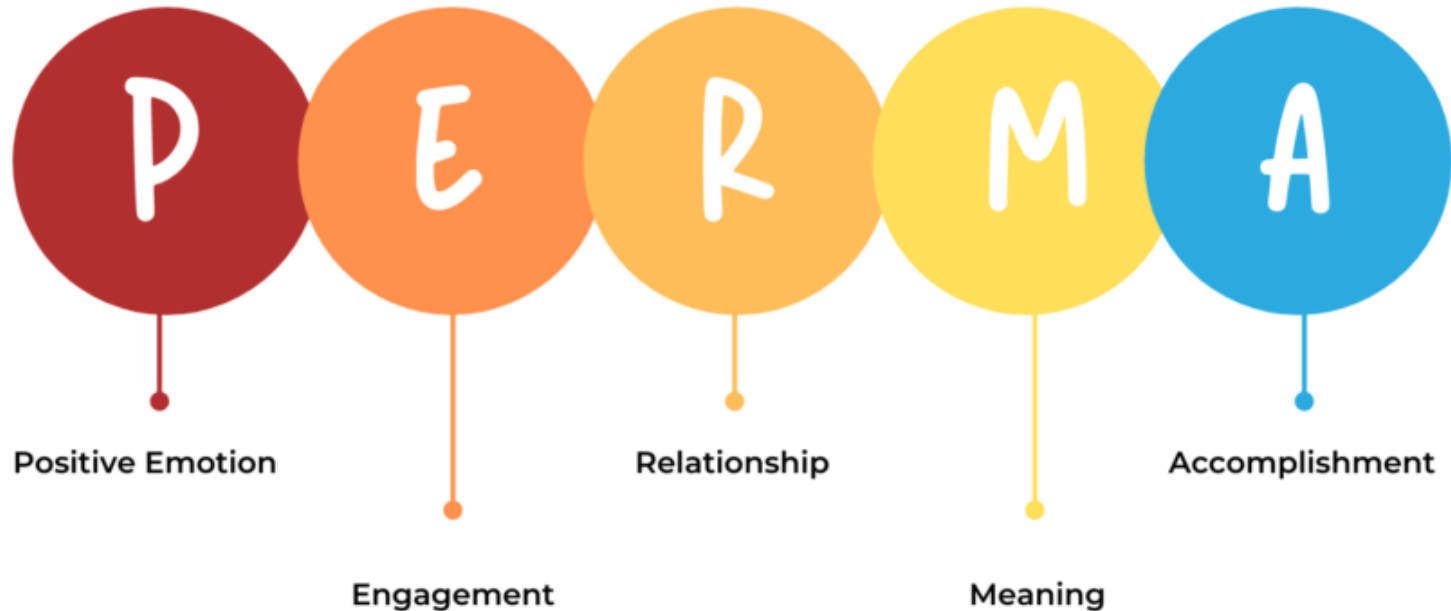 P E R M A
Positive Emotion
Relationship
Accomplishment
Engagement
Meaning